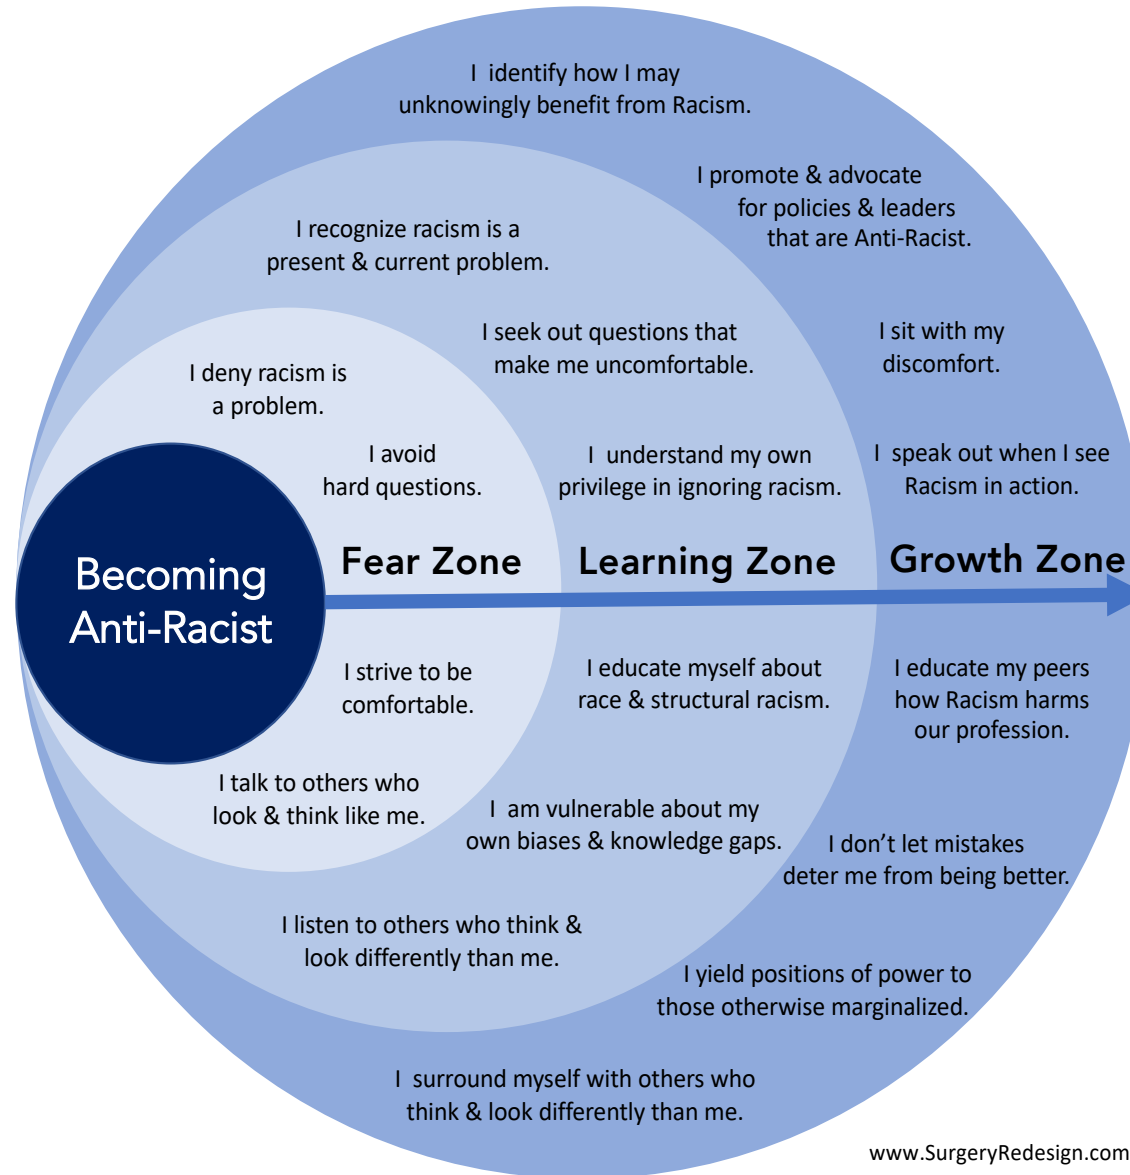 I identify how I may
unknowingly benefit from Racism.
I promote & advocate
for policies & leaders
that are Anti-Racist.
I recognize racism is a
present & current problem.
I seek out questions that
make me uncomfortable.
I sit with my
discomfort.
I deny racism is
a problem.
I avoid
hard questions.
I understand my own
privilege in ignoring racism.
I speak out when I see
Racism in action.
Becoming
Anti-Racist
Fear Zone
Learning Zone
Growth Zone
I strive to be
comfortable.
I educate myself about
race & structural racism.
I educate my peers
how Racism harms
our profession.
I talk to others who
look & think like me.
I am vulnerable about my
own biases & knowledge gaps.
I don’t let mistakes
deter me from being better.
I listen to others who think &
look differently than me.
I yield positions of power to
those otherwise marginalized.
I surround myself with others who
think & look differently than me.
www.SurgeryRedesign.com